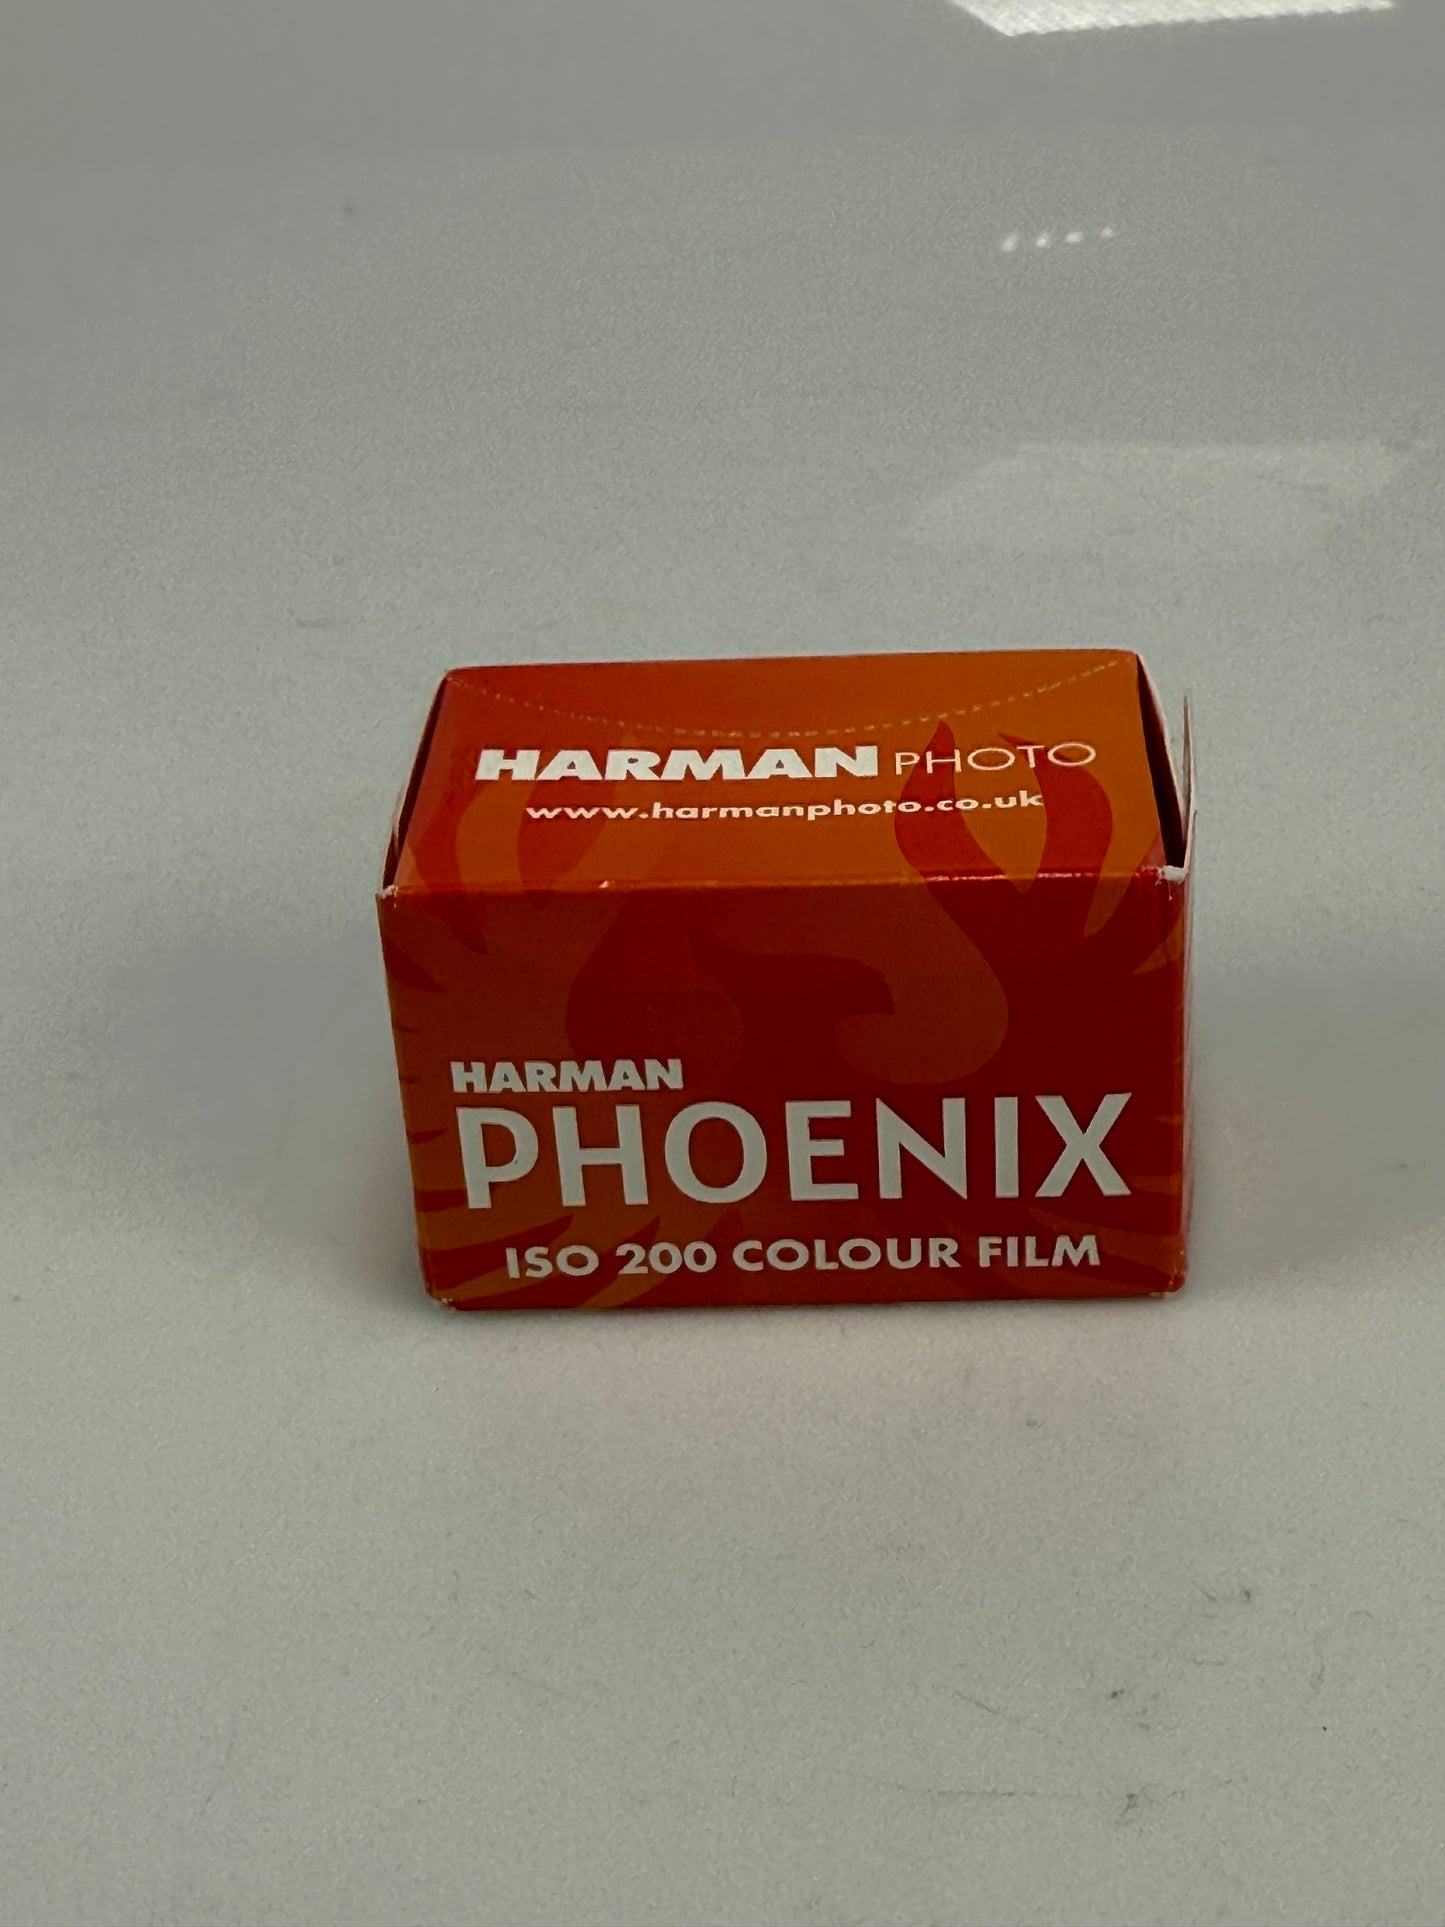 HARMAN PHOTO
www.harmanphoto.co.uk
HARMAN
PHOENIX
ISO 200 COLOUR FILM